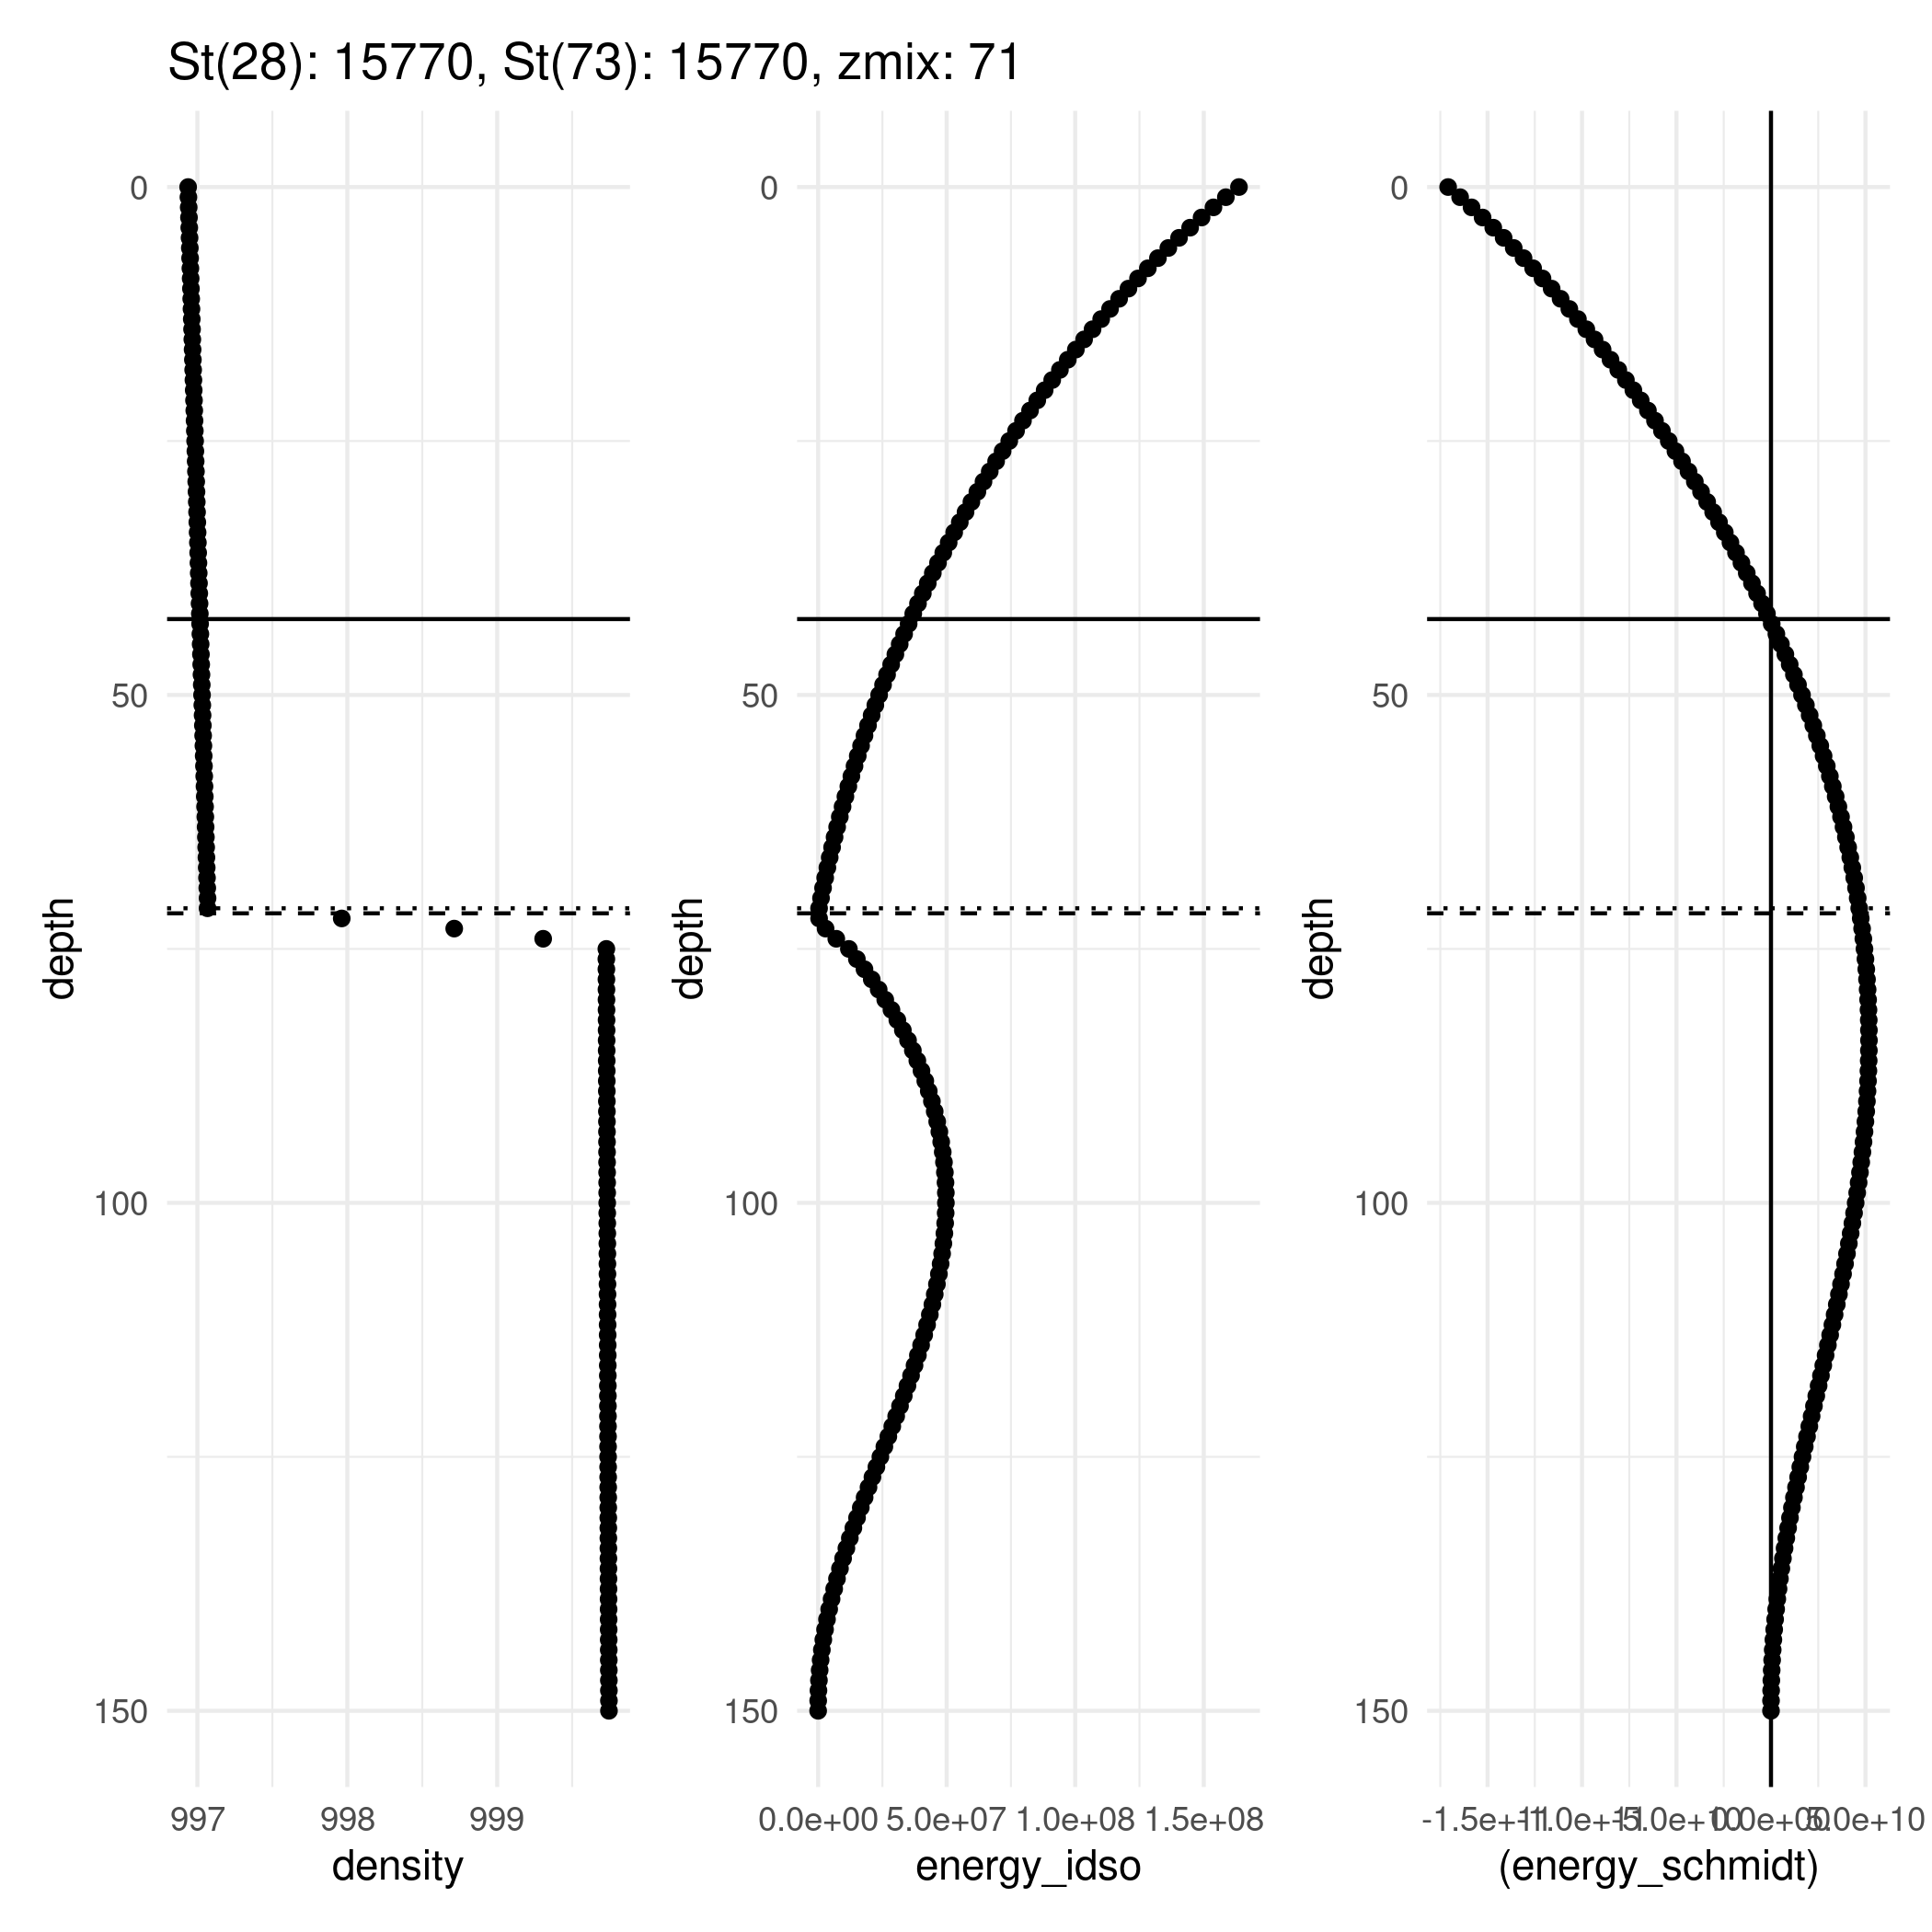 St(28): 15770, St(73): 15770, zmix: 71
0
50
100
150
depth
997 998 999
density
0
50
100
150
depth
0.0e+00 5.0e+07 1.0e+08 1.5e+08
energy_idso
0
50
100
150
depth
-1.5e+11 -1.0e+11 -5.0e+10 0.0e+00 5.0e+10
(energy_schmidt)